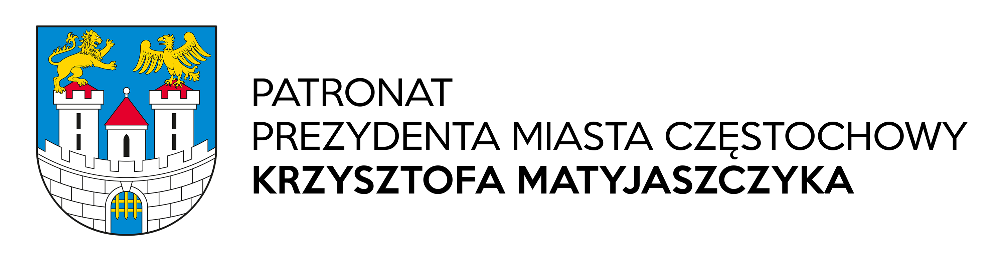 PATRONAT
PREZYDENTA MIASTA CZĘSTOCHOWY
KRZYSZTOFA MATYJASZCZYKA